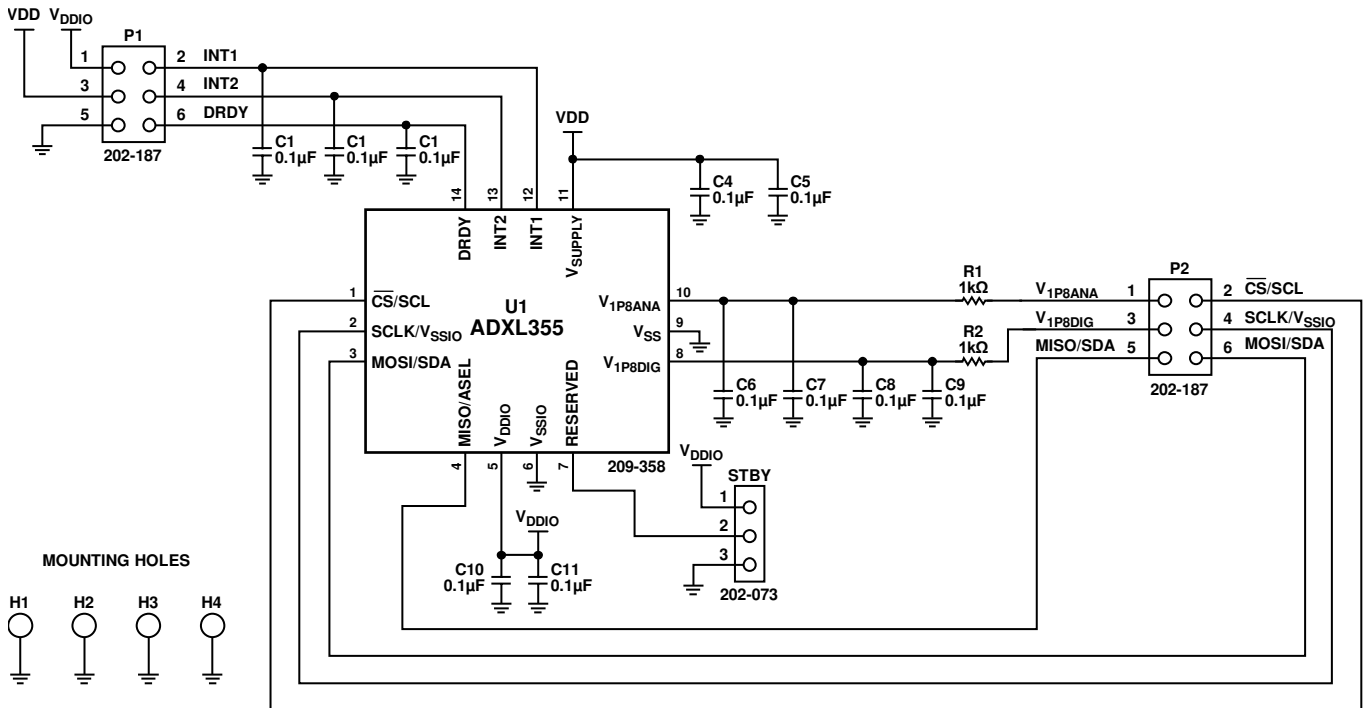 VDD VDDIO
P1
1 2 INT1
3 4 INT2
5 6 DRDY
202-187
C1
0.1µF
C1
0.1µF
C1
0.1µF
VDD
C4
0.1µF
C5
0.1µF
14 13 12 11
DRDY INT2 INT1 VSUPPLY
1 CS/SCL
2 SCLK/VSSIO
3 MOSI/SDA
U1
ADXL355
V1P8ANA 10
VSS 9
V1P8DIG 8
MISO/ASEL VDDIO VSSIO RESERVED
4 5 6 7
209-358
R1
1kΩ
R2
1kΩ
C6
0.1µF
C7
0.1µF
C8
0.1µF
C9
0.1µF
P2
V1P8ANA 1 2 CS/SCL
V1P8DIG 3 4 SCLK/VSSIO
MISO/SDA 5 6 MOSI/SDA
202-187
VDDIO
STBY
1
2
3
202-073
VDDIO
C10
0.1µF
C11
0.1µF
MOUNTING HOLES
H1 H2 H3 H4